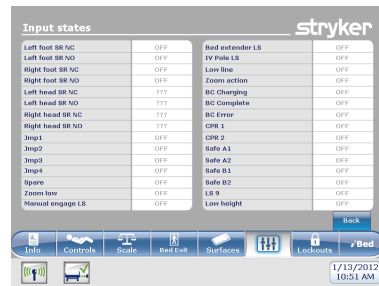 Input states
stryker
Left foot SR NC OFF
Left foot SR NO OFF
Right foot SR NC OFF
Right foot SR NO OFF
Left head SR NC ???
Left head SR NO ???
Right head SR NC ???
Right head SR NO ???
Jmp1 OFF
Jmp2 OFF
Jmp3 OFF
Jmp4 OFF
Spare OFF
Zoom low OFF
Manual engage LS OFF
Bed extender LS OFF
IV Pole LS OFF
Low line OFF
Zoom action OFF
BC Charging OFF
BC Complete OFF
BC Error OFF
CPR 1 OFF
CPR 2 OFF
Safe A1 OFF
Safe A2 OFF
Safe B1 OFF
Safe B2 OFF
LS 9 OFF
Low height OFF
Back
Info Controls Scale Bed Exit Surfaces Lockouts iBed
1/13/2012
10:51 AM